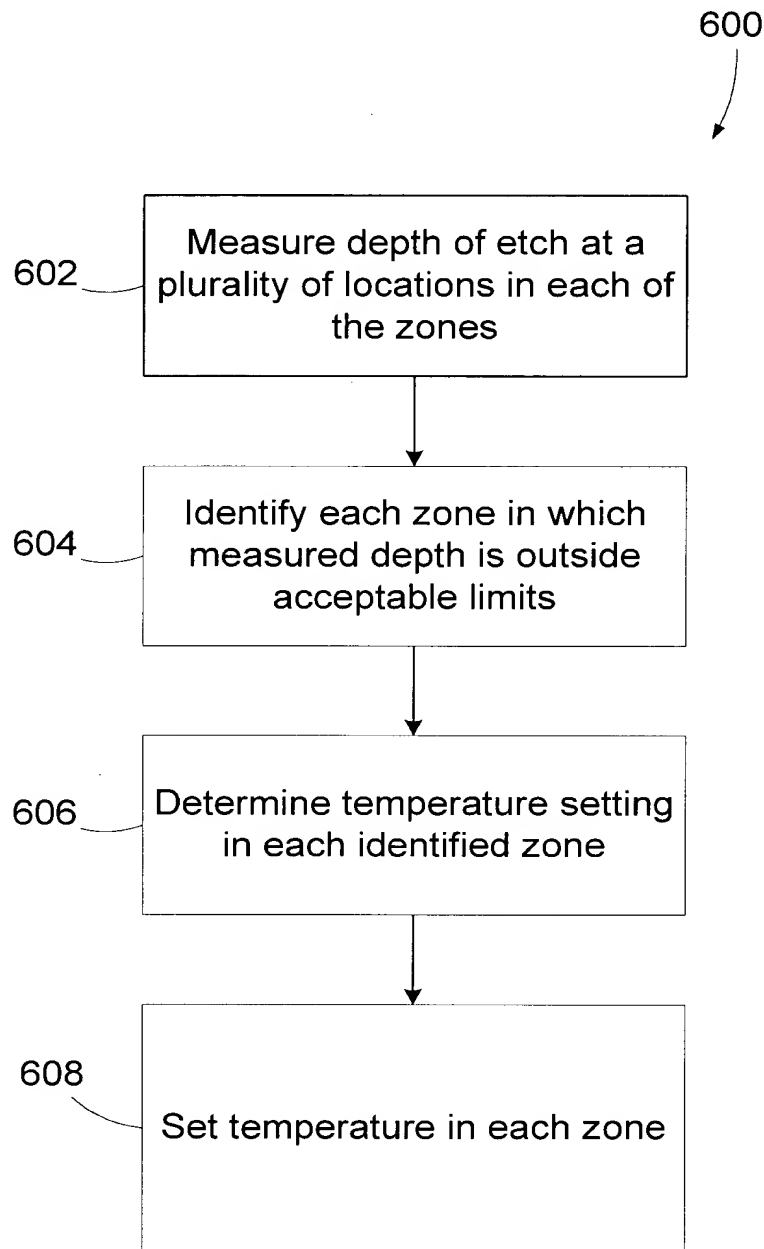 600
602
Measure depth of etch at a
plurality of locations in each of
the zones
604
Identify each zone in which
measured depth is outside
acceptable limits
606
Determine temperature setting
in each identified zone
608
Set temperature in each zone